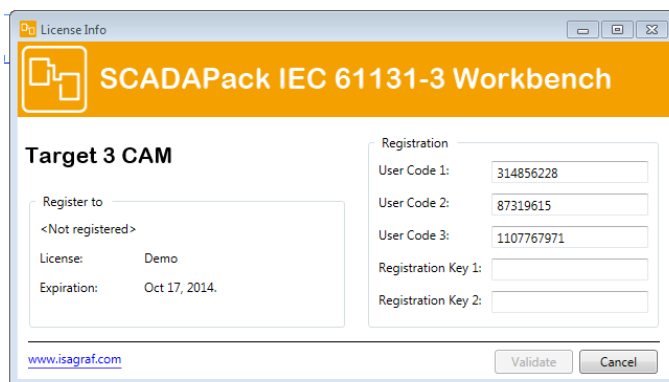 License Info
SCADAPack IEC 61131-3 Workbench
Target 3 CAM
Register to
<Not registered>
License: Demo
Expiration: Oct 17, 2014.
Registration
User Code 1: 314856228
User Code 2: 87319615
User Code 3: 1107767971
Registration Key 1:
Registration Key 2:
www.isagraf.com
Validate Cancel